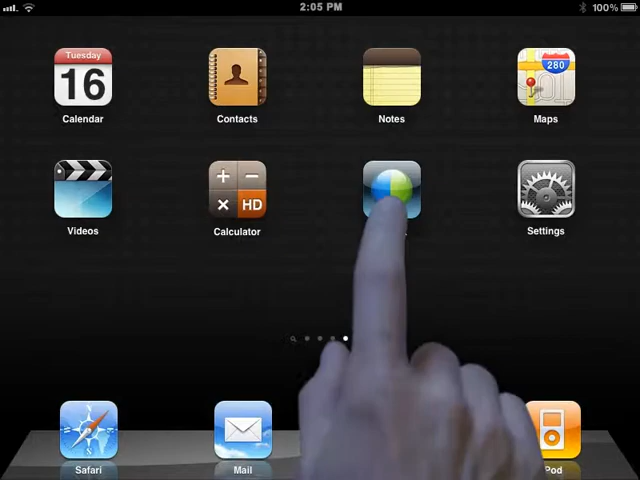 2:05 PM
100%
Tuesday
16
280
Calendar
Contacts
Notes
Maps
HD
Videos
Calculator
Settings
Safari
Mail
Pod